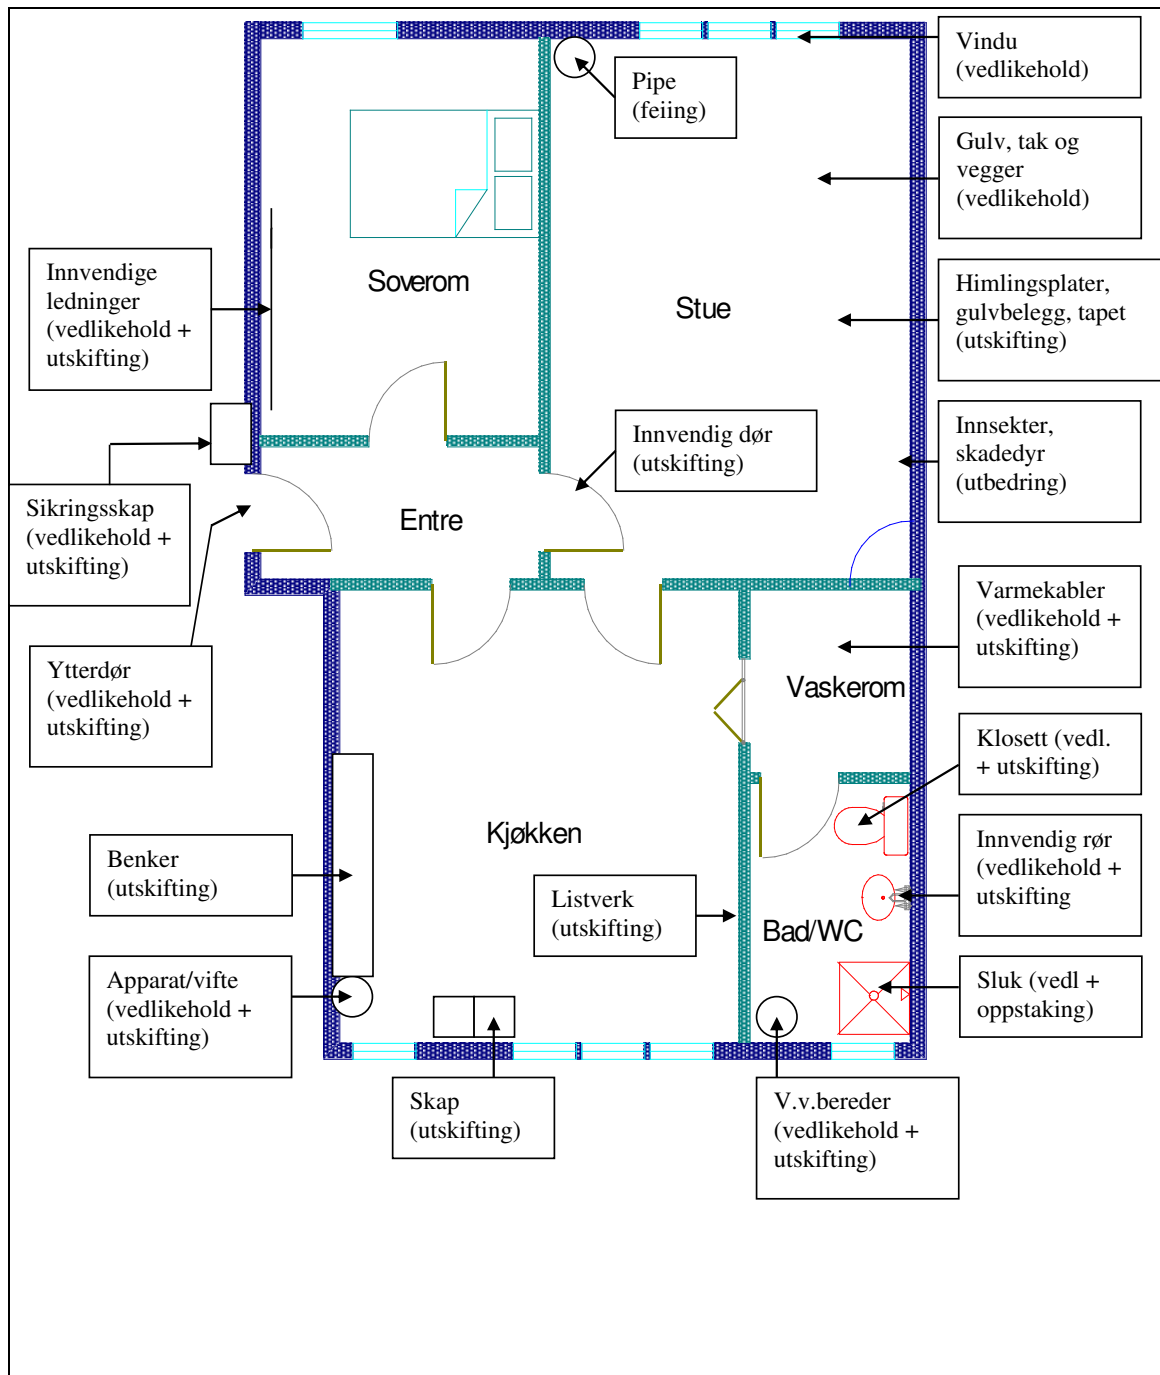 Vindu
(vedlikehold)
Pipe
(feiing)
Gulv, tak og
vegger
(vedlikehold)
Innvendige
ledninger
(vedlikehold +
utskifting)
Soverom
Stue
Himlingsplater,
gulvbelegg, tapet
(utskifting)
Innvendig dør
(utskifting)
Innsekter,
skadedyr
(utbedring)
Sikringsskap
(vedlikehold +
utskifting)
Entre
Varmekabler
(vedlikehold +
utskifting)
Ytterdør
(vedlikehold +
utskifting)
Vaskerom
Klosett (vedl.
+ utskifting)
Kjøkken
Benker
(utskifting)
Innvendig rør
(vedlikehold +
utskifting
Listverk
(utskifting)
Bad/WC
Apparat/vifte
(vedlikehold +
utskifting)
Sluk (vedl +
oppstaking)
Skap
(utskifting)
V.v.bereder
(vedlikehold +
utskifting)